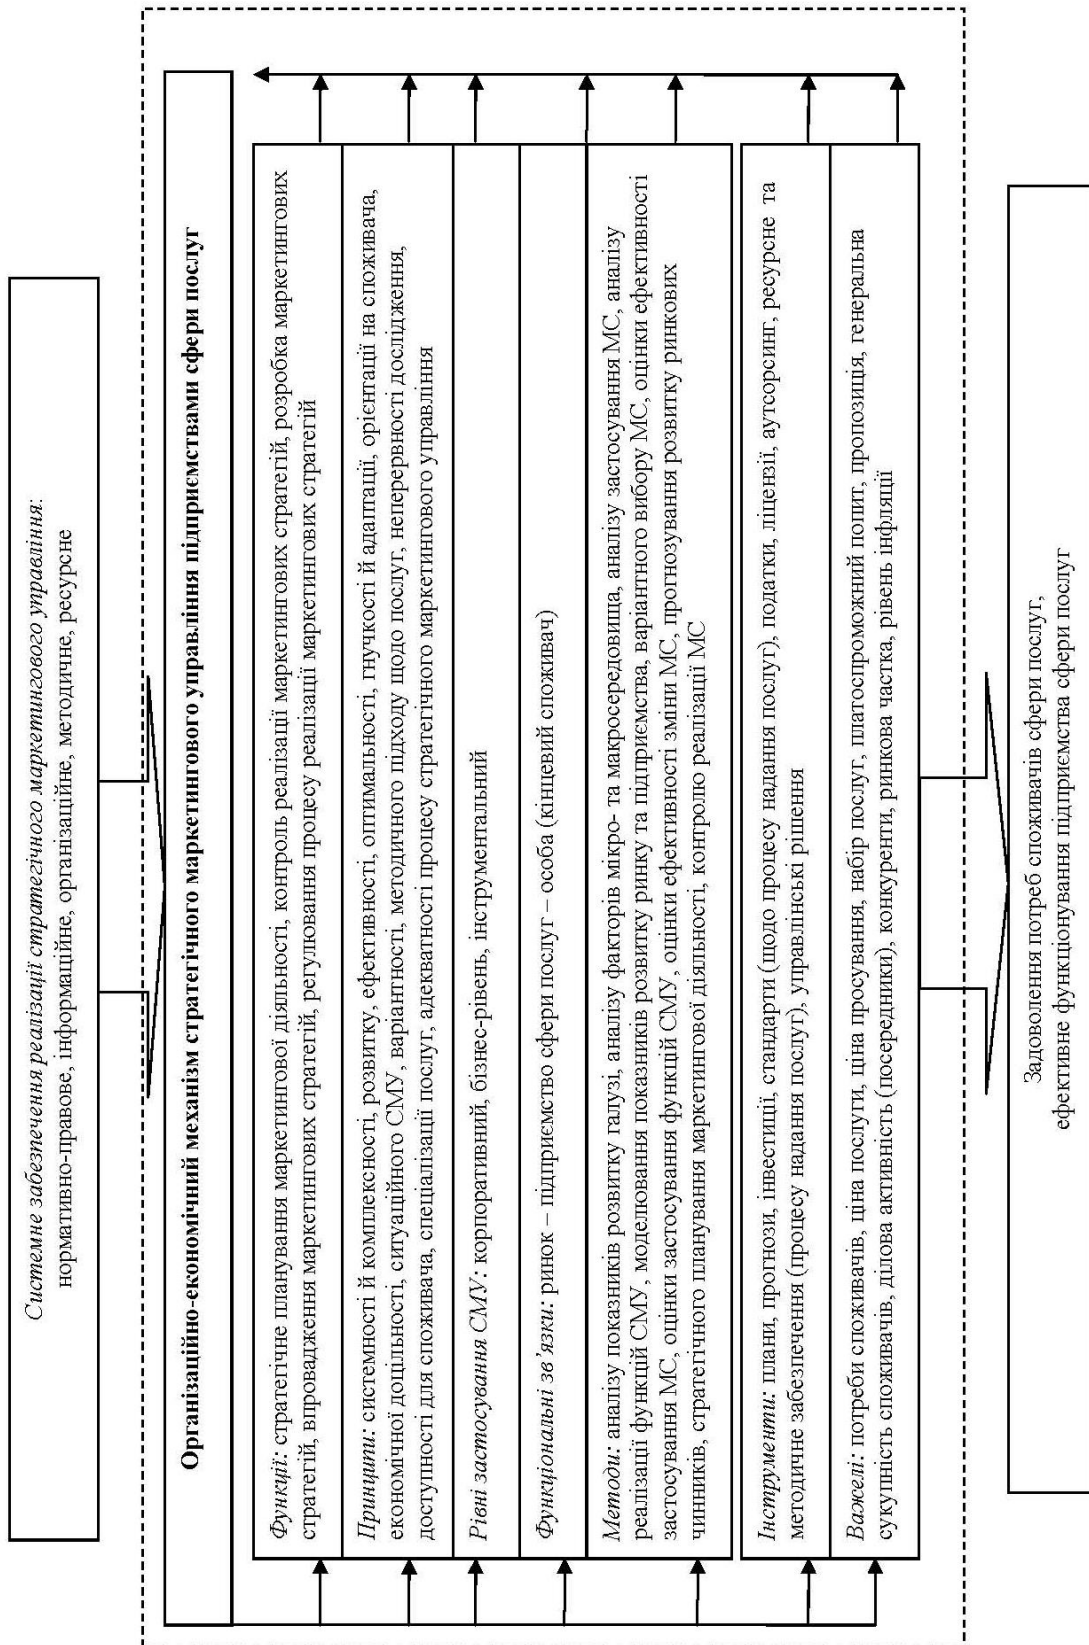 Системне забезпечення реалізації стратегічного маркетингового управління:
нормативно-правове, інформаційне, організаційне, методичне, ресурсне
Організаційно-економічний механізм стратегічного маркетингового управління підприємствами сфери послуг
Функції: стратегічне планування маркетингової діяльності, контроль реалізації маркетингових стратегій, розробка маркетингових
стратегій, впровадження маркетингових стратегій, регулювання процесу реалізації маркетингових стратегій
Принципи: системності й комплексності, розвитку, ефективності, оптимальності, гнучкості й адаптації, орієнтації на споживача,
економічної доцільності, ситуаційного СМУ, варіантності, методичного підходу щодо послуг, неперервності дослідження,
доступності для споживача, спеціалізації послуг, адекватності процесу стратегічного маркетингового управління
Рівні застосування СМУ: корпоративний, бізнес-рівень, інструментальний
Функціональні зв’язки: ринок – підприємство сфери послуг – особа (кінцевий споживач)
Методи: аналізу показників розвитку галузі, аналізу факторів мікро- та макросередовища, аналізу застосування МС, аналізу
реалізації функцій СМУ, моделювання показників розвитку ринку та підприємства, варіантного вибору МС, оцінки ефективності
застосування МС, оцінки застосування функцій СМУ, оцінки ефективності зміни МС, прогнозування розвитку ринкових
чинників, стратегічного планування маркетингової діяльності, контролю реалізації МС
Інструменти: плани, прогнози, інвестиції, стандарти (щодо процесу надання послуг), податки, ліцензії, аутсорсинг, ресурсне та
методичне забезпечення (процесу надання послуг), управлінські рішення
Важелі: потреби споживачів, ціна послуги, ціна просування, набір послуг, платоспроможний попит, пропозиція, генеральна
сукупність споживачів, ділова активність (посередники), конкуренти, ринкова частка, рівень інфляції
Задоволення потреб споживачів сфери послуг,
ефективне функціонування підприємства сфери послуг